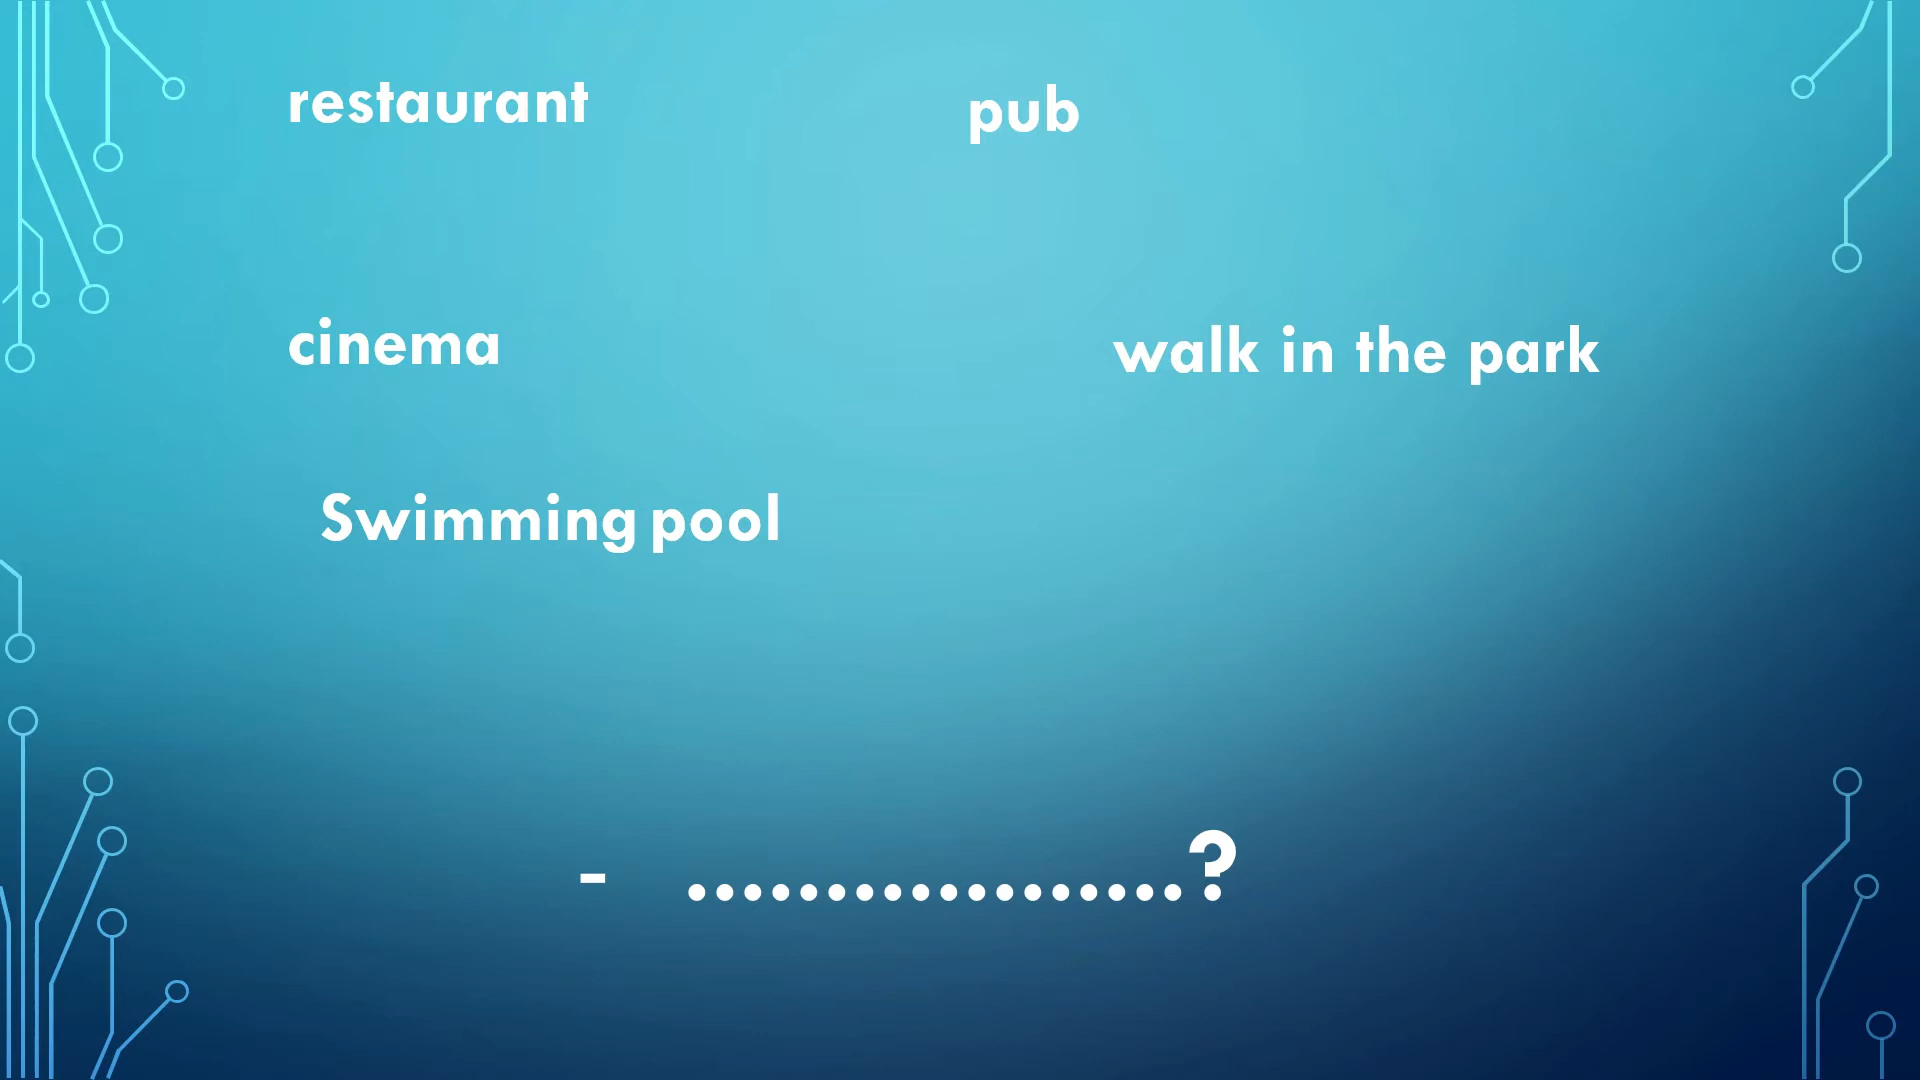 restaurant
pub
cinema
walk in the park
Swimming pool
- ..................?